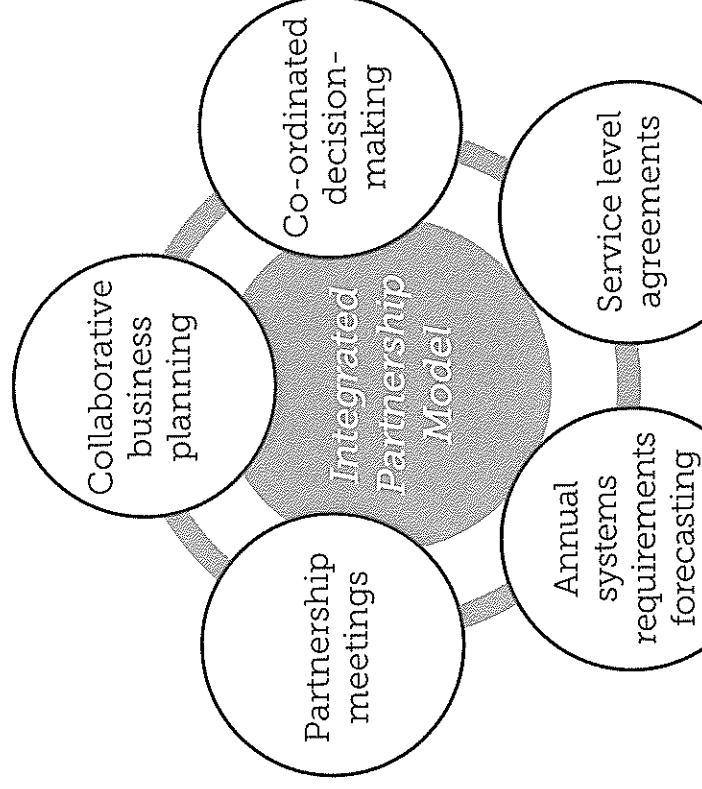 Collaborative
business
planning
Co-ordinated
decision-
making
Service level
agreements
Annual
systems
requirements
forecasting
Partnership
meetings
Integrated
Partnership
Model